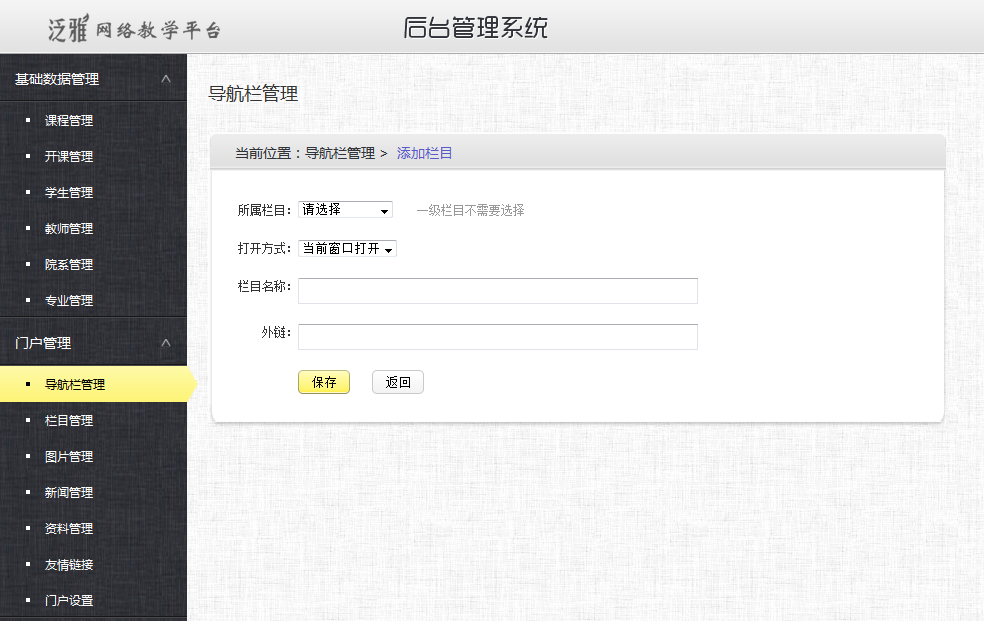 泛雅 网络教学平台
后台管理系统
基础数据管理
课程管理
开课管理
学生管理
教师管理
院系管理
专业管理
门户管理
导航栏管理
栏目管理
图片管理
新闻管理
资料管理
友情链接
门户设置
导航栏管理
当前位置：导航栏管理 > 添加栏目
所属栏目： 请选择 一级栏目不需要选择
打开方式： 当前窗口打开
栏目名称：
外链：
保存 返回